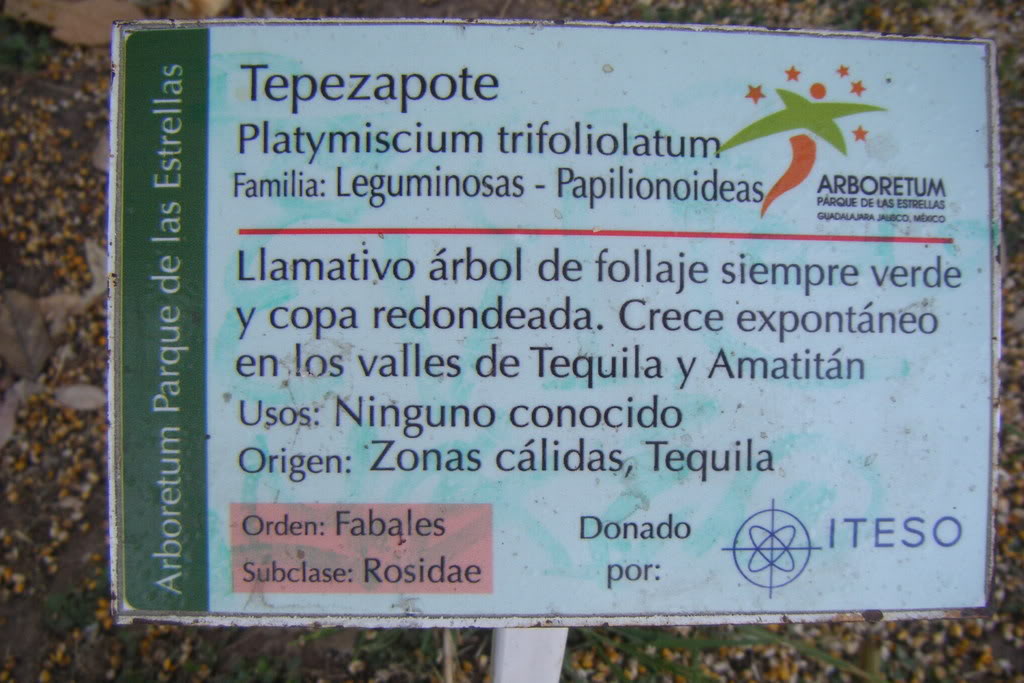 Arboretum Parque de las Estrellas
Tepezapote
Platymiscium trifoliolatum
Familia: Leguminosas - Papilionoideas
ARBORETUM
PARQUE DE LAS ESTRELLAS
GUADALAJARA JALISCO, MÉXICO
Llamativo árbol de follaje siempre verde
y copa redondeada. Crece expontáneo
en los valles de Tequila y Amatitán
Usos: Ninguno conocido
Origen: Zonas cálidas, Tequila
Orden: Fabales
Subclase: Rosidae
Donado
por:
ITESO